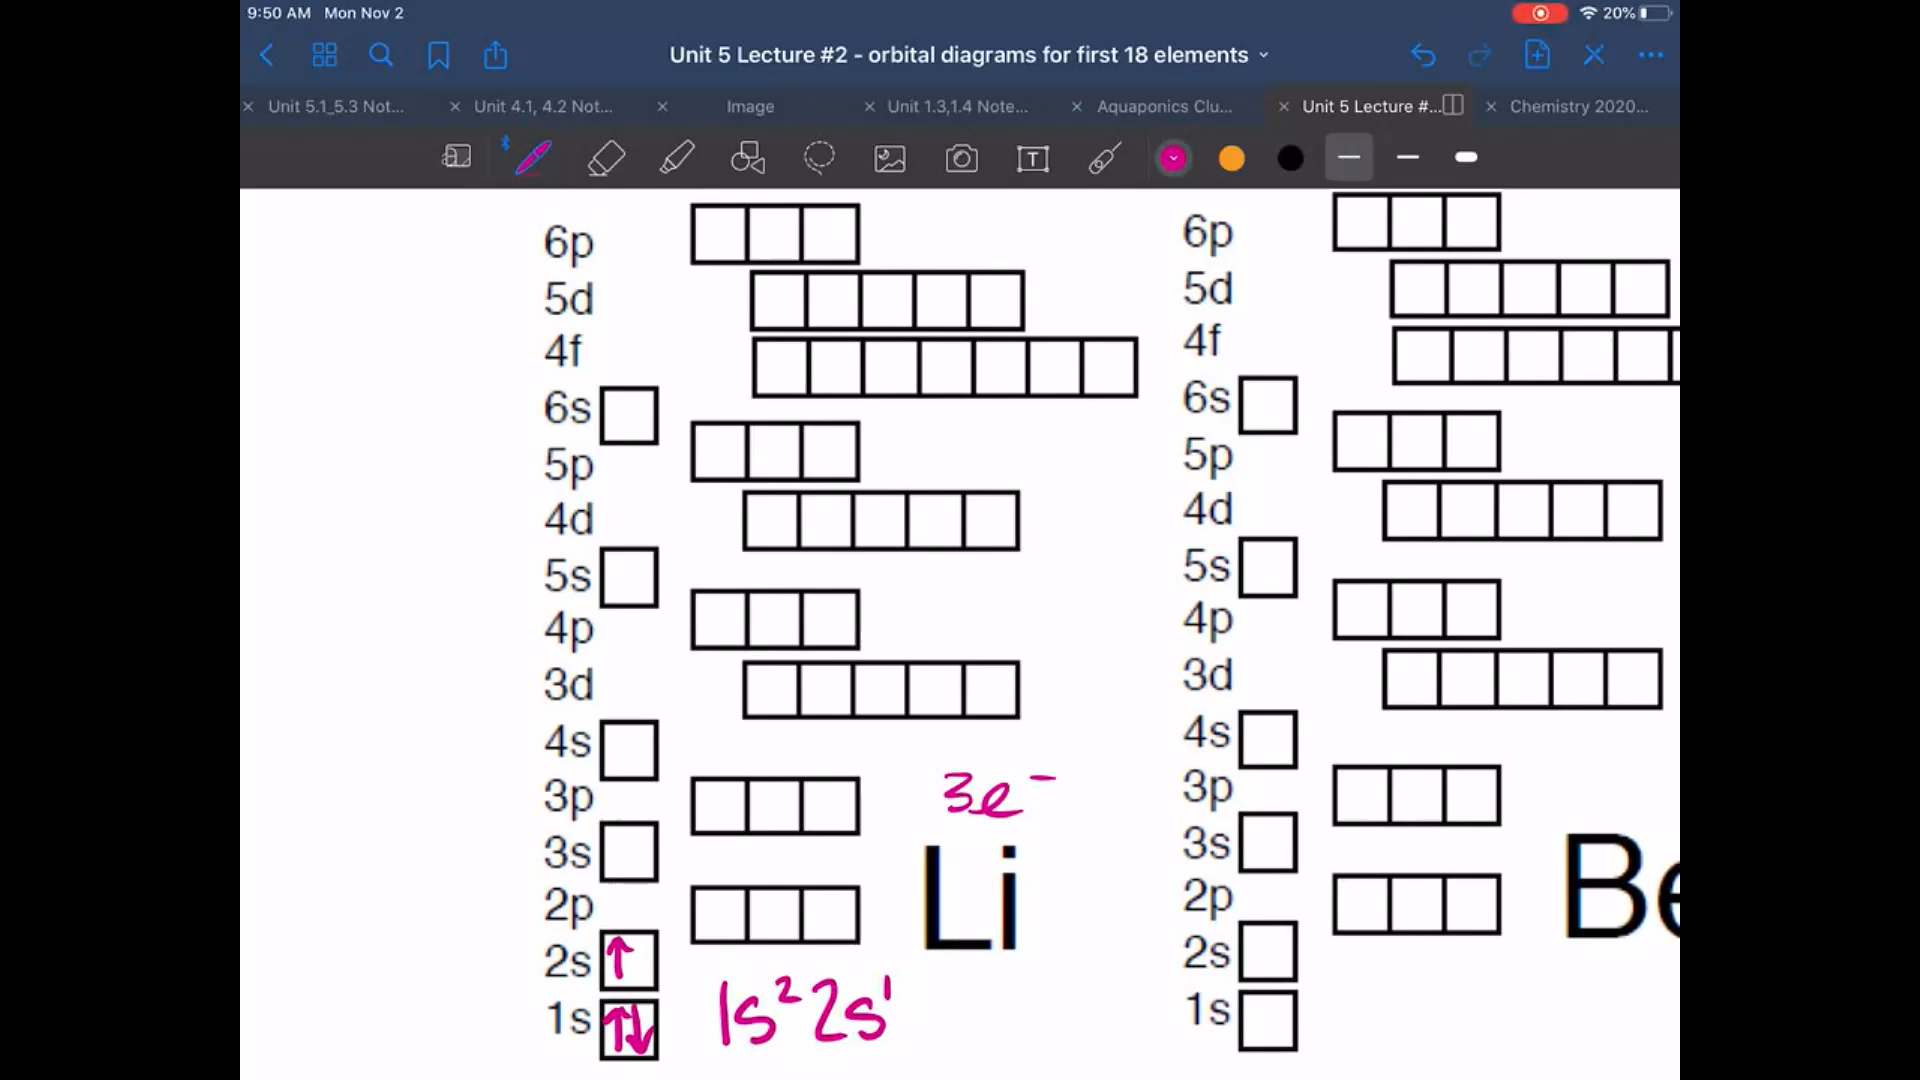 9:50 AM Mon Nov 2
20%
Unit 5 Lecture #2 - orbital diagrams for first 18 elements
Unit 5.1_5.3 Not...
Unit 4.1, 4.2 Not...
Image
Unit 1.3,1.4 Note...
Aquaponics Clu...
Unit 5 Lecture #...
Chemistry 2020...
T
6p
5d
4f
6s
5p
4d
5s
4p
3d
4s
3p
3e⁻
3s
Li
2p
2s ↑
1s ↑↓
1s² 2s¹
6p
5d
4f
6s
5p
4d
5s
4p
3d
4s
3p
3s
Be
2p
2s
1s